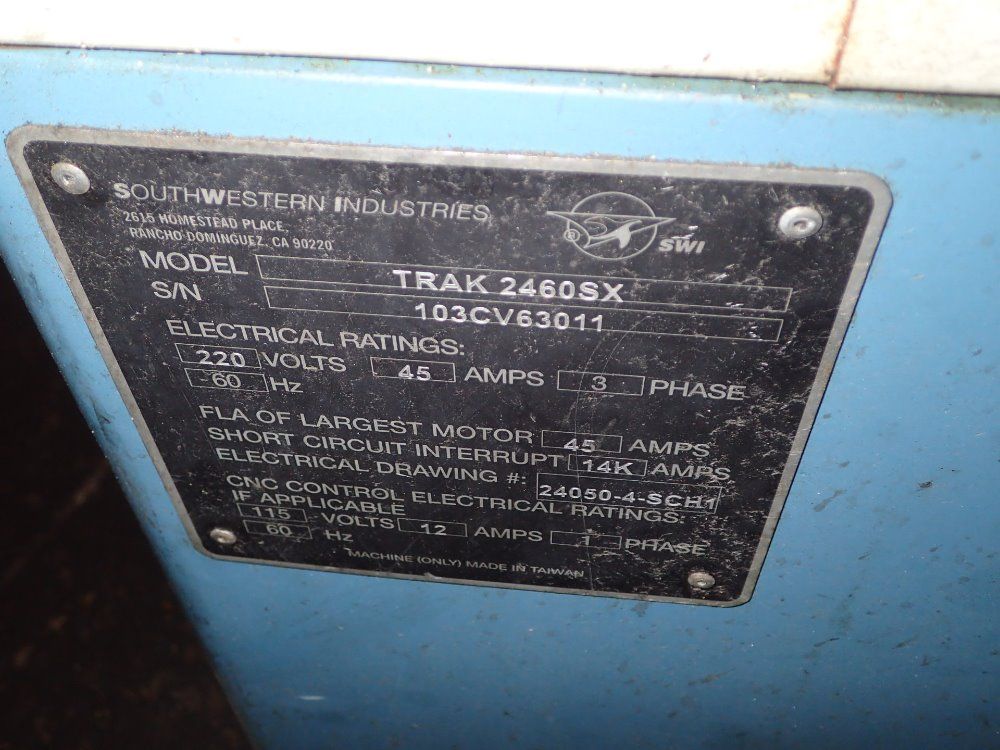 SOUTHWESTERN INDUSTRIES
2615 HOMESTEAD PLACE,
RANCHO DOMINGUEZ, CA 90220
SWI
MODEL TRAK 2460SX
S/N 103CV63011
ELECTRICAL RATINGS:
220 VOLTS 45 AMPS 3 PHASE
60 Hz
FLA OF LARGEST MOTOR 45 AMPS
SHORT CIRCUIT INTERRUPT 14K AMPS
ELECTRICAL DRAWING #: 24050-4-SCH1
CNC CONTROL ELECTRICAL RATINGS:
IF APPLICABLE
115 VOLTS 12 AMPS 1 PHASE
60 Hz
MACHINE (ONLY) MADE IN TAIWAN